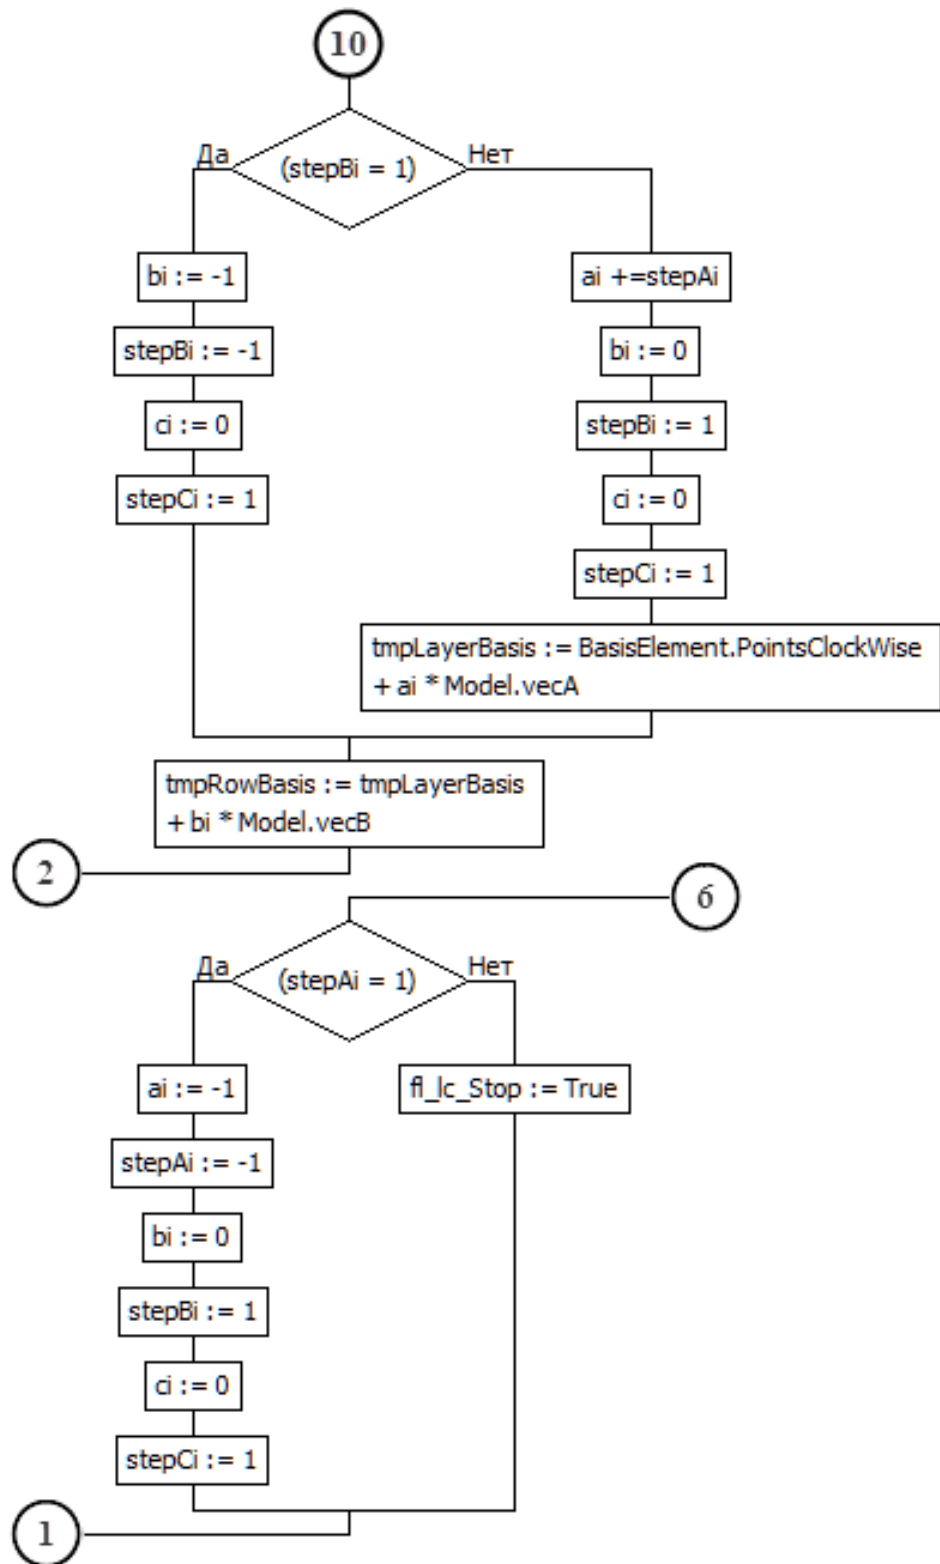 10
Да
(stepBi = 1)
Нет
bi := -1
stepBi := -1
ci := 0
stepCi := 1
ai +=stepAi
bi := 0
stepBi := 1
ci := 0
stepCi := 1
tmpLayerBasis := BasisElement.PointsClockWise
+ ai * Model.vecA
tmpRowBasis := tmpLayerBasis
+ bi * Model.vecB
2
6
Да
(stepAi = 1)
Нет
ai := -1
stepAi := -1
bi := 0
stepBi := 1
ci := 0
stepCi := 1
fl_lc_Stop := True
1